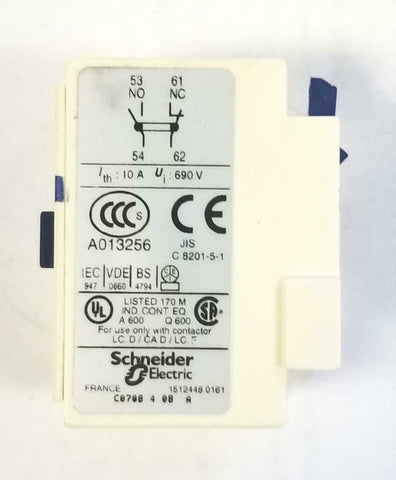 53 61
NO NC
54 62
Ith : 10 A Ui : 690 V
CCC S CE
A013256 JIS
C 8201-5-1
IEC VDE BS
947 0660 4794
UL LISTED 170 M SA
IND. CONT. EQ.
A 600 Q 600
For use only with contactor
LC. D / CA D / LC. F
Schneider
Electric
FRANCE 1512448 0161
C0708 4 08 A